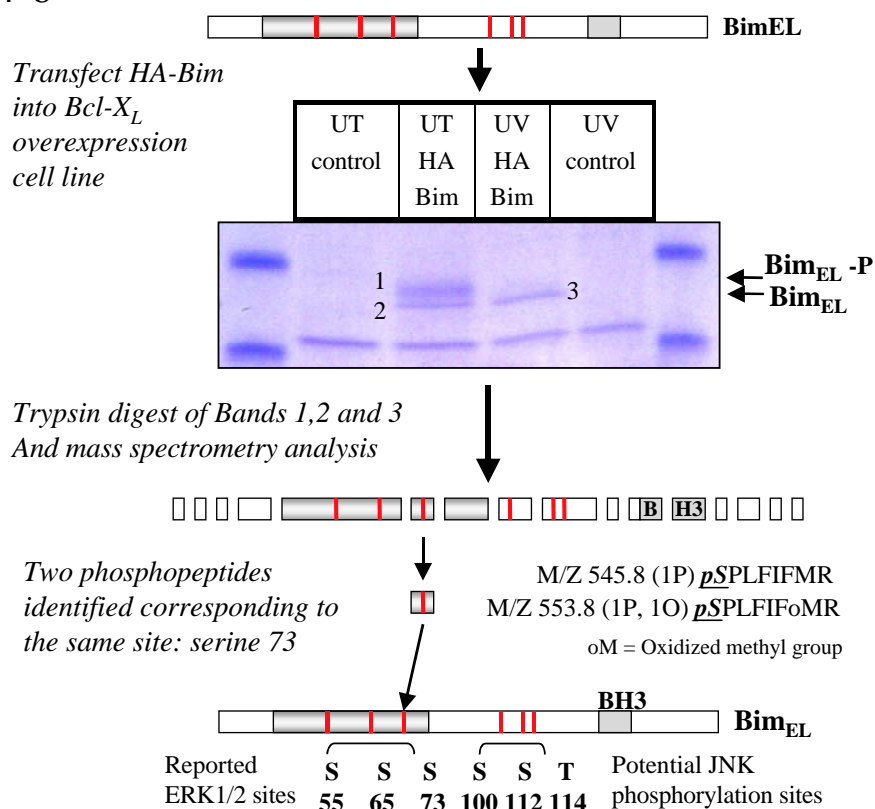 BimEL
Transfect HA-Bim
into Bcl-XL
overexpression
cell line
UT
control
UT
HA
Bim
UV
HA
Bim
UV
control
1
2
3
BimEL -P
BimEL
Trypsin digest of Bands 1,2 and 3
And mass spectrometry analysis
B H3
Two phosphopeptides
identified corresponding to
the same site: serine 73
M/Z 545.8 (1P) pSPLFIFMR
M/Z 553.8 (1P, 1O) pSPLFIFoMR
oM = Oxidized methyl group
BH3
BimEL
Reported
ERK1/2 sites
S S S S S T
55 65 73 100 112 114
Potential JNK
phosphorylation sites